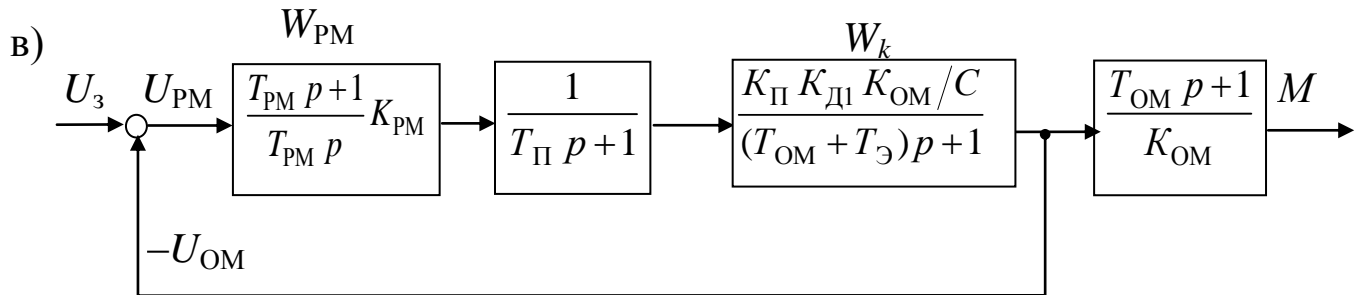 в)
W_РМ
W_k
U_з
U_РМ
(T_РМ p + 1) / (T_РМ p) K_РМ
1 / (T_П p + 1)
(K_П K_Д1 K_ОМ / C) / ((T_ОМ + T_Э) p + 1)
(T_ОМ p + 1) / K_ОМ
M
−U_ОМ